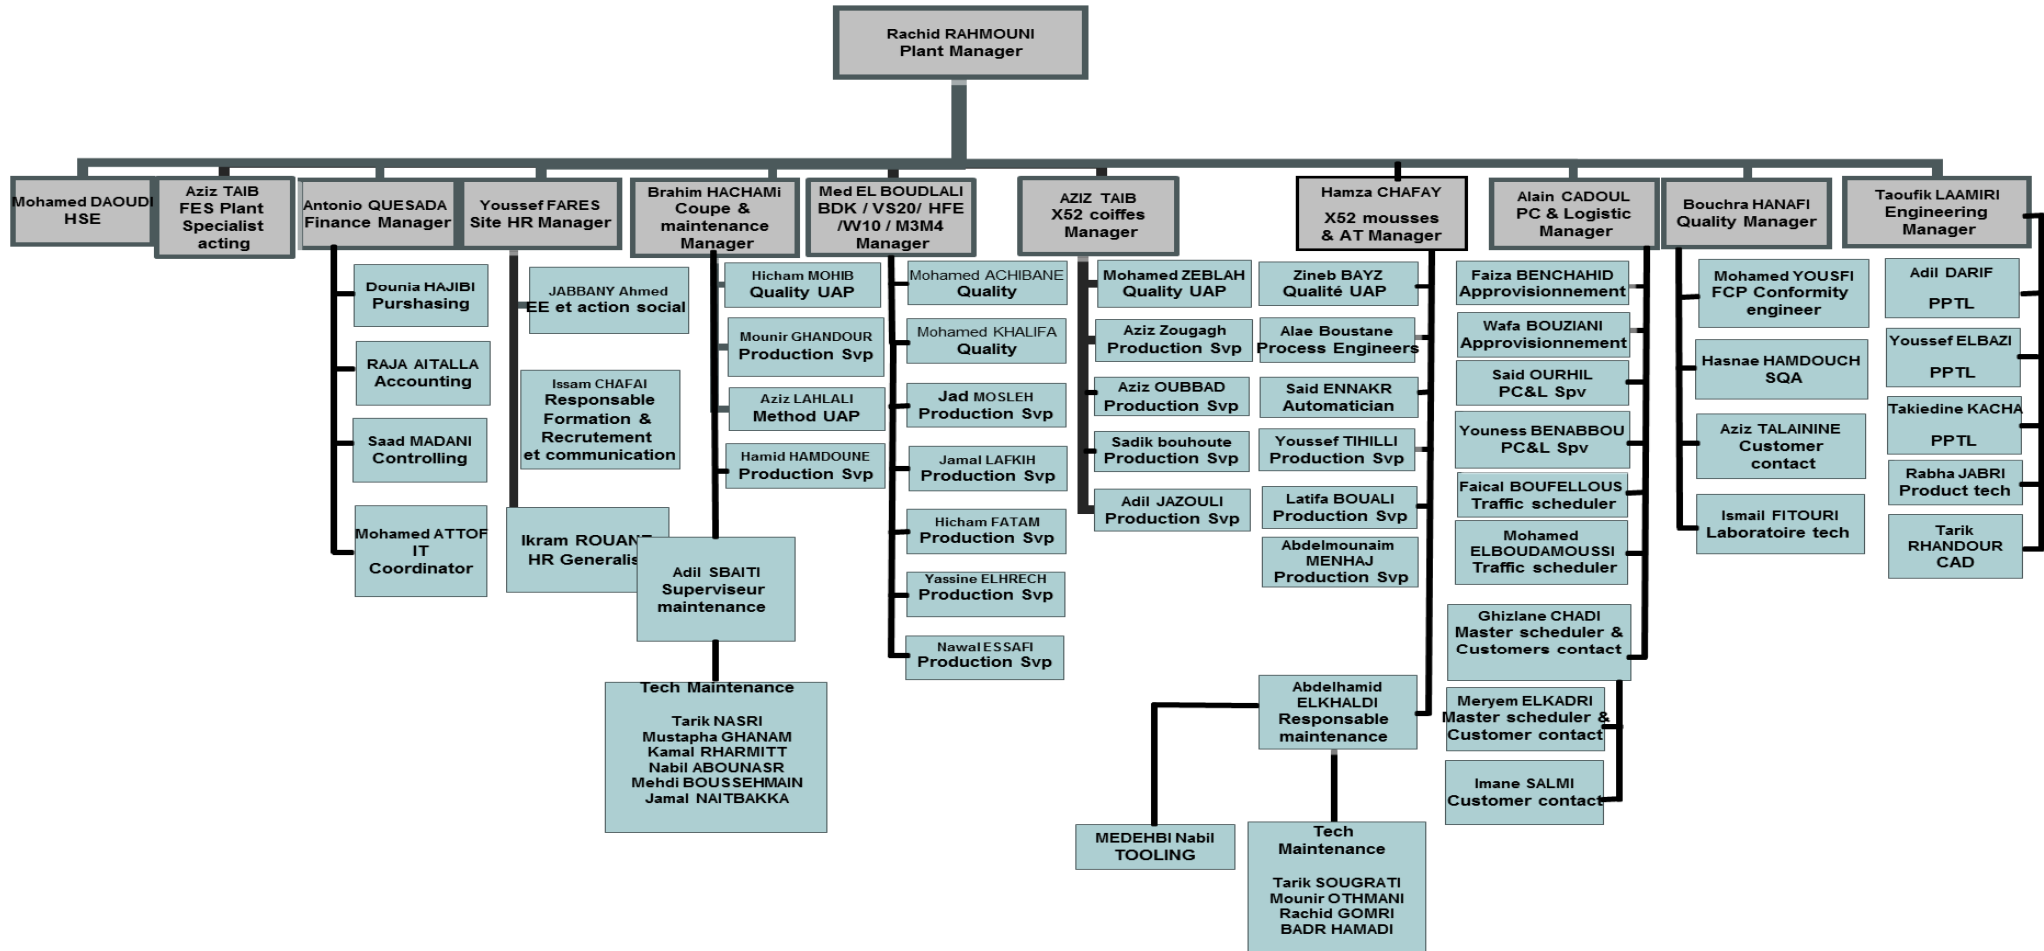 Rachid RAHMOUNI
Plant Manager
Mohamed DAOUDI
HSE
Aziz TAIB
FES Plant
Specialist
acting
Antonio QUESADA
Finance Manager
Youssef FARES
Site HR Manager
Brahim HACHAMi
Coupe &
maintenance
Manager
Med EL BOUDLALI
BDK / VS20/ HFE
/W10 / M3M4
Manager
AZIZ TAIB
X52 coiffes
Manager
Hamza CHAFAY
X52 mousses
& AT Manager
Alain CADOUL
PC & Logistic
Manager
Bouchra HANAFI
Quality Manager
Taoufik LAAMIRI
Engineering
Manager
Dounia HAJIBI
Purshasing
RAJA AITALLA
Accounting
Saad MADANI
Controlling
Mohamed ATTOF
IT
Coordinator
JABBANY Ahmed
EE et action social
Issam CHAFAI
Responsable
Formation &
Recrutement
et communication
Ikram
HR
Hicham MOHIB
Quality UAP
Mounir GHANDOUR
Production Svp
Aziz LAHLALI
Method UAP
Hamid HAMDOUNE
Production Svp
Adil SBAITI
Superviseur
maintenance
Tech Maintenance
Tarik NASRI
Mustapha GHANAM
Kamal RHARMITT
Nabil ABOUNASR
Mehdi BOUSSEHMAIN
Jamal NAITBAKKA
Mohamed ACHIBANE
Quality
Mohamed KHALIFA
Quality
Jad MOSLEH
Production Svp
Jamal LAFKIH
Production Svp
Hicham FATAM
Production Svp
Yassine ELHRECH
Production Svp
Nawal ESSAFI
Production Svp
Mohamed ZEBLAH
Quality UAP
Aziz Zougagh
Production Svp
Aziz OUBBAD
Production Svp
Sadik bouhoute
Production Svp
Adil JAZOULI
Production Svp
Zineb BAYZ
Qualité UAP
Alae Boustane
Process Engineers
Said ENNAKR
Automatician
Youssef TIHILLI
Production Svp
Latifa BOUALI
Production Svp
Abdelmounaim
MENHAJ
Production Svp
Abdelhamid
ELKHALDI
Responsable
maintenance
MEDEHBI Nabil
TOOLING
Tech
Maintenance
Tarik SOUGRATI
Mounir OTHMANI
Rachid GOMRI
BADR HAMADI
Faiza BENCHAHID
Approvisionnement
Wafa BOUZIANI
Approvisionnement
Said OURHIL
PC&L Spv
Youness BENABBOU
PC&L Spv
Faical BOUFELLOUS
Traffic scheduler
Mohamed
ELBOUDAMOUSSI
Traffic scheduler
Ghizlane CHADI
Master scheduler &
Customers contact
Meryem ELKADRI
Master scheduler &
Customer contact
Imane SALMI
Customer contact
Mohamed YOUSFI
FCP Conformity
engineer
Hasnae HAMDOUCH
SQA
Aziz TALAININE
Customer
contact
Ismail FITOURI
Laboratoire tech
Adil DARIF
PPTL
Youssef ELBAZI
PPTL
Takiedine KACHA
PPTL
Rabha JABRI
Product tech
Tarik
RHANDOUR
CAD